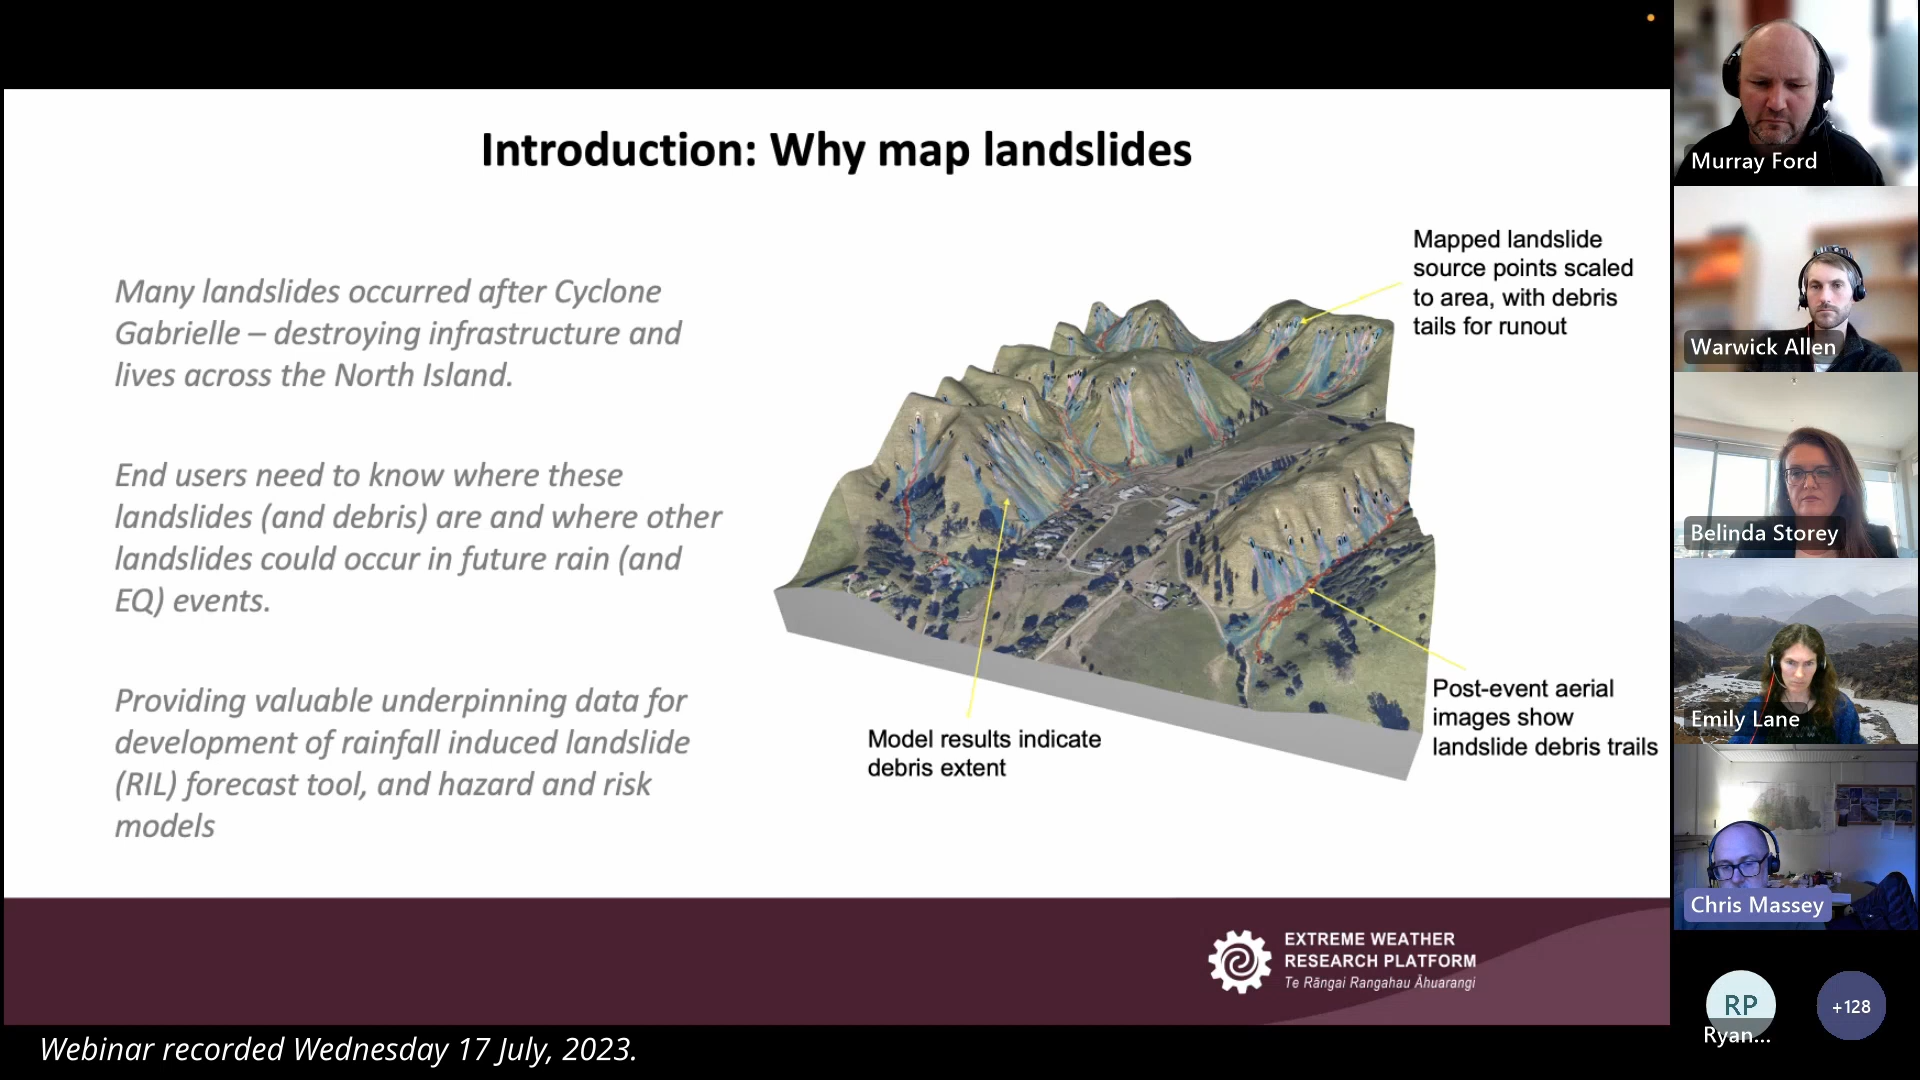 Introduction: Why map landslides
Many landslides occurred after Cyclone
Gabrielle – destroying infrastructure and
lives across the North Island.
End users need to know where these
landslides (and debris) are and where other
landslides could occur in future rain (and
EQ) events.
Providing valuable underpinning data for
development of rainfall induced landslide
(RIL) forecast tool, and hazard and risk
models
Mapped landslide
source points scaled
to area, with debris
tails for runout
Model results indicate
debris extent
Post-event aerial
images show
landslide debris trails
EXTREME WEATHER
RESEARCH PLATFORM
Te Rāngai Rangahau Āhuarangi
Webinar recorded Wednesday 17 July, 2023.
Murray Ford
Warwick Allen
Belinda Storey
Emily Lane
Chris Massey
RP
Ryan...
+128